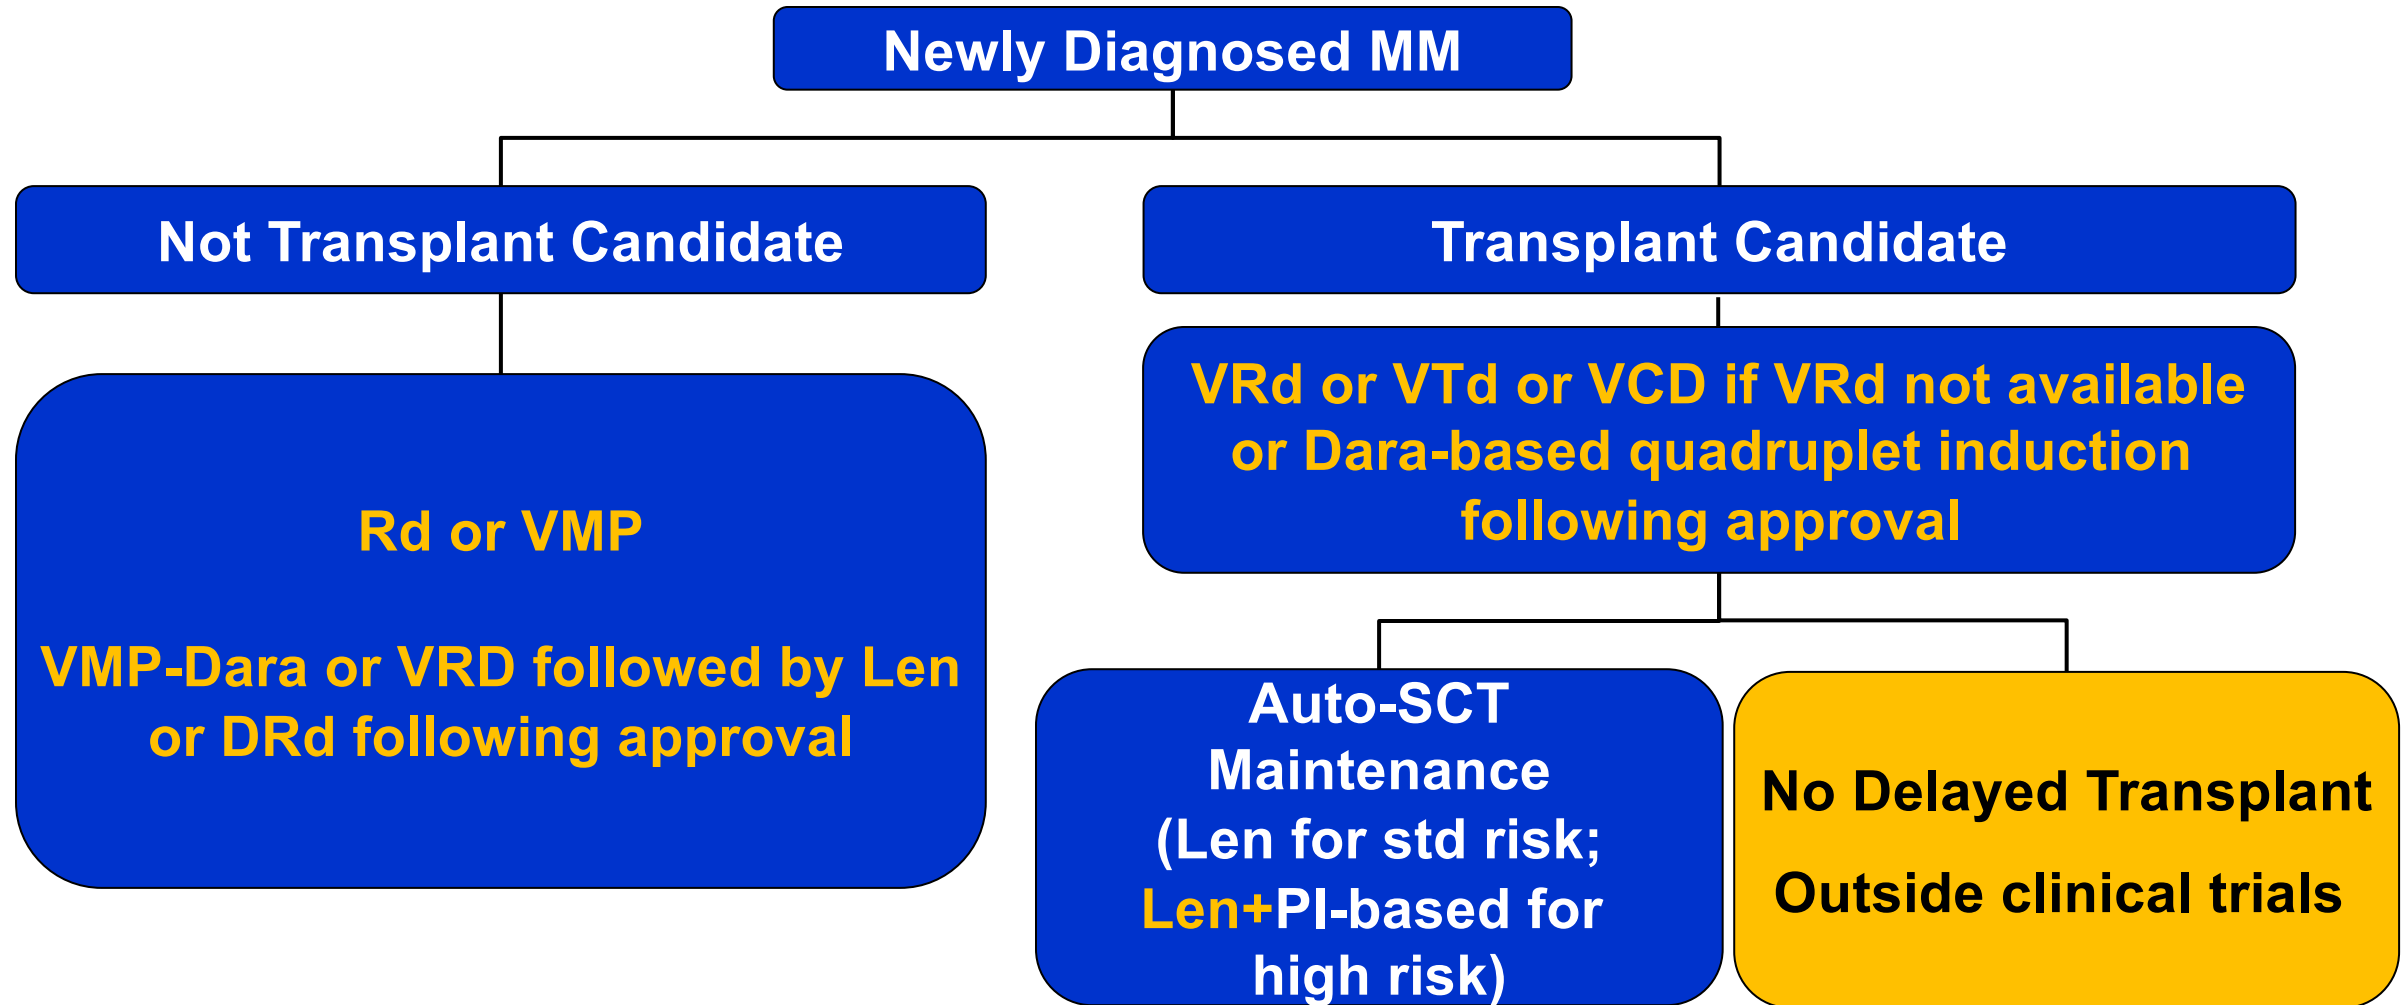 Newly Diagnosed MM
Not Transplant Candidate
Transplant Candidate
Rd or VMP
VMP-Dara or VRD followed by Len
or DRd following approval
VRd or VTd or VCD if VRd not available
or Dara-based quadruplet induction
following approval
Auto-SCT
Maintenance
(Len for std risk;
Len+PI-based for
high risk)
No Delayed Transplant
Outside clinical trials